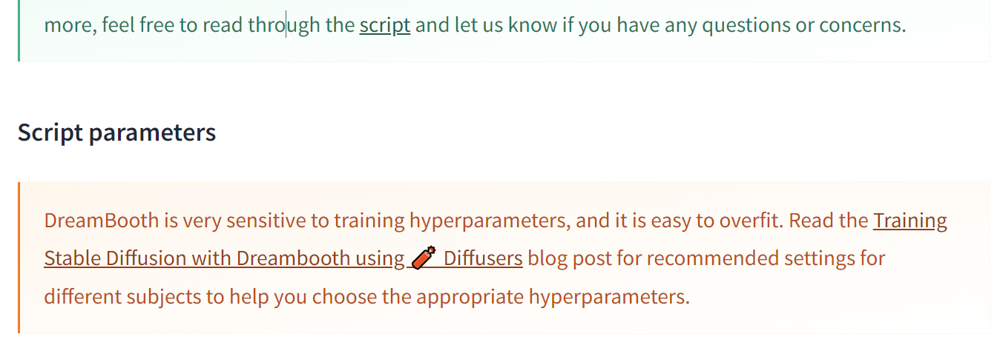 more, feel free to read through the script and let us know if you have any questions or concerns.
Script parameters
DreamBooth is very sensitive to training hyperparameters, and it is easy to overfit. Read the Training
Stable Diffusion with Dreambooth using 🧨 Diffusers blog post for recommended settings for
different subjects to help you choose the appropriate hyperparameters.